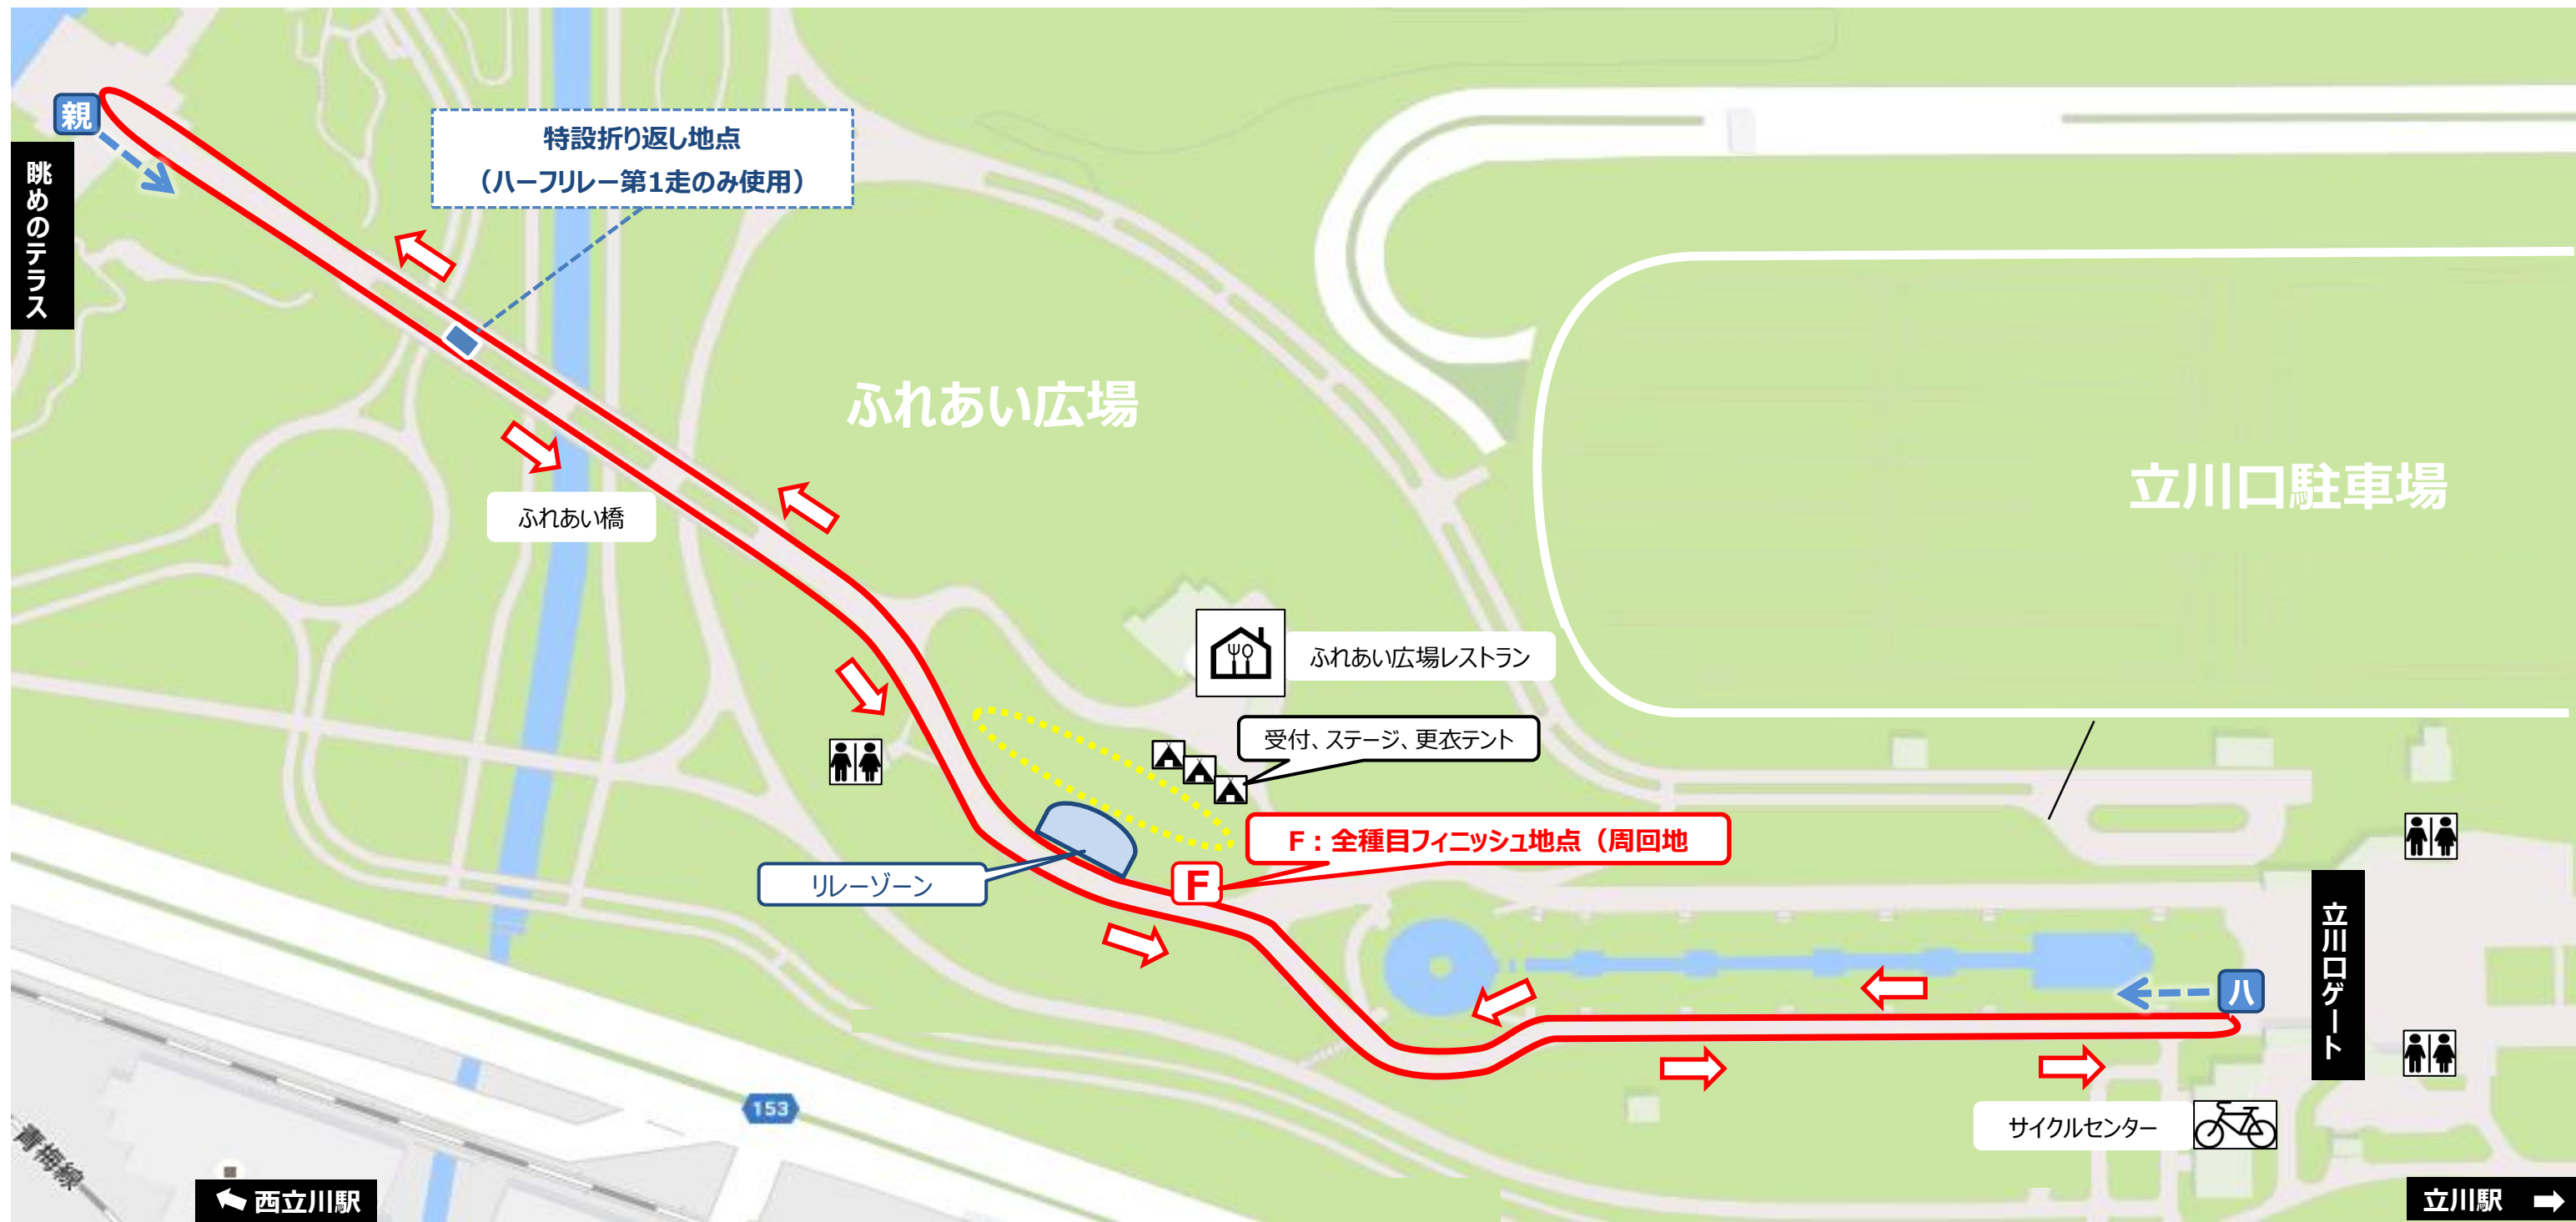 親
眺めのテラス
特設折り返し地点
（ハーフリレー第1走のみ使用）
ふれあい広場
立川口駐車場
ふれあい橋
ふれあい広場レストラン
受付、ステージ、更衣テント
F：全種目フィニッシュ地点（周回地
リレーゾーン
F
立川口ゲート
ハ
153
サイクルセンター
青梅線
西立川駅
立川駅